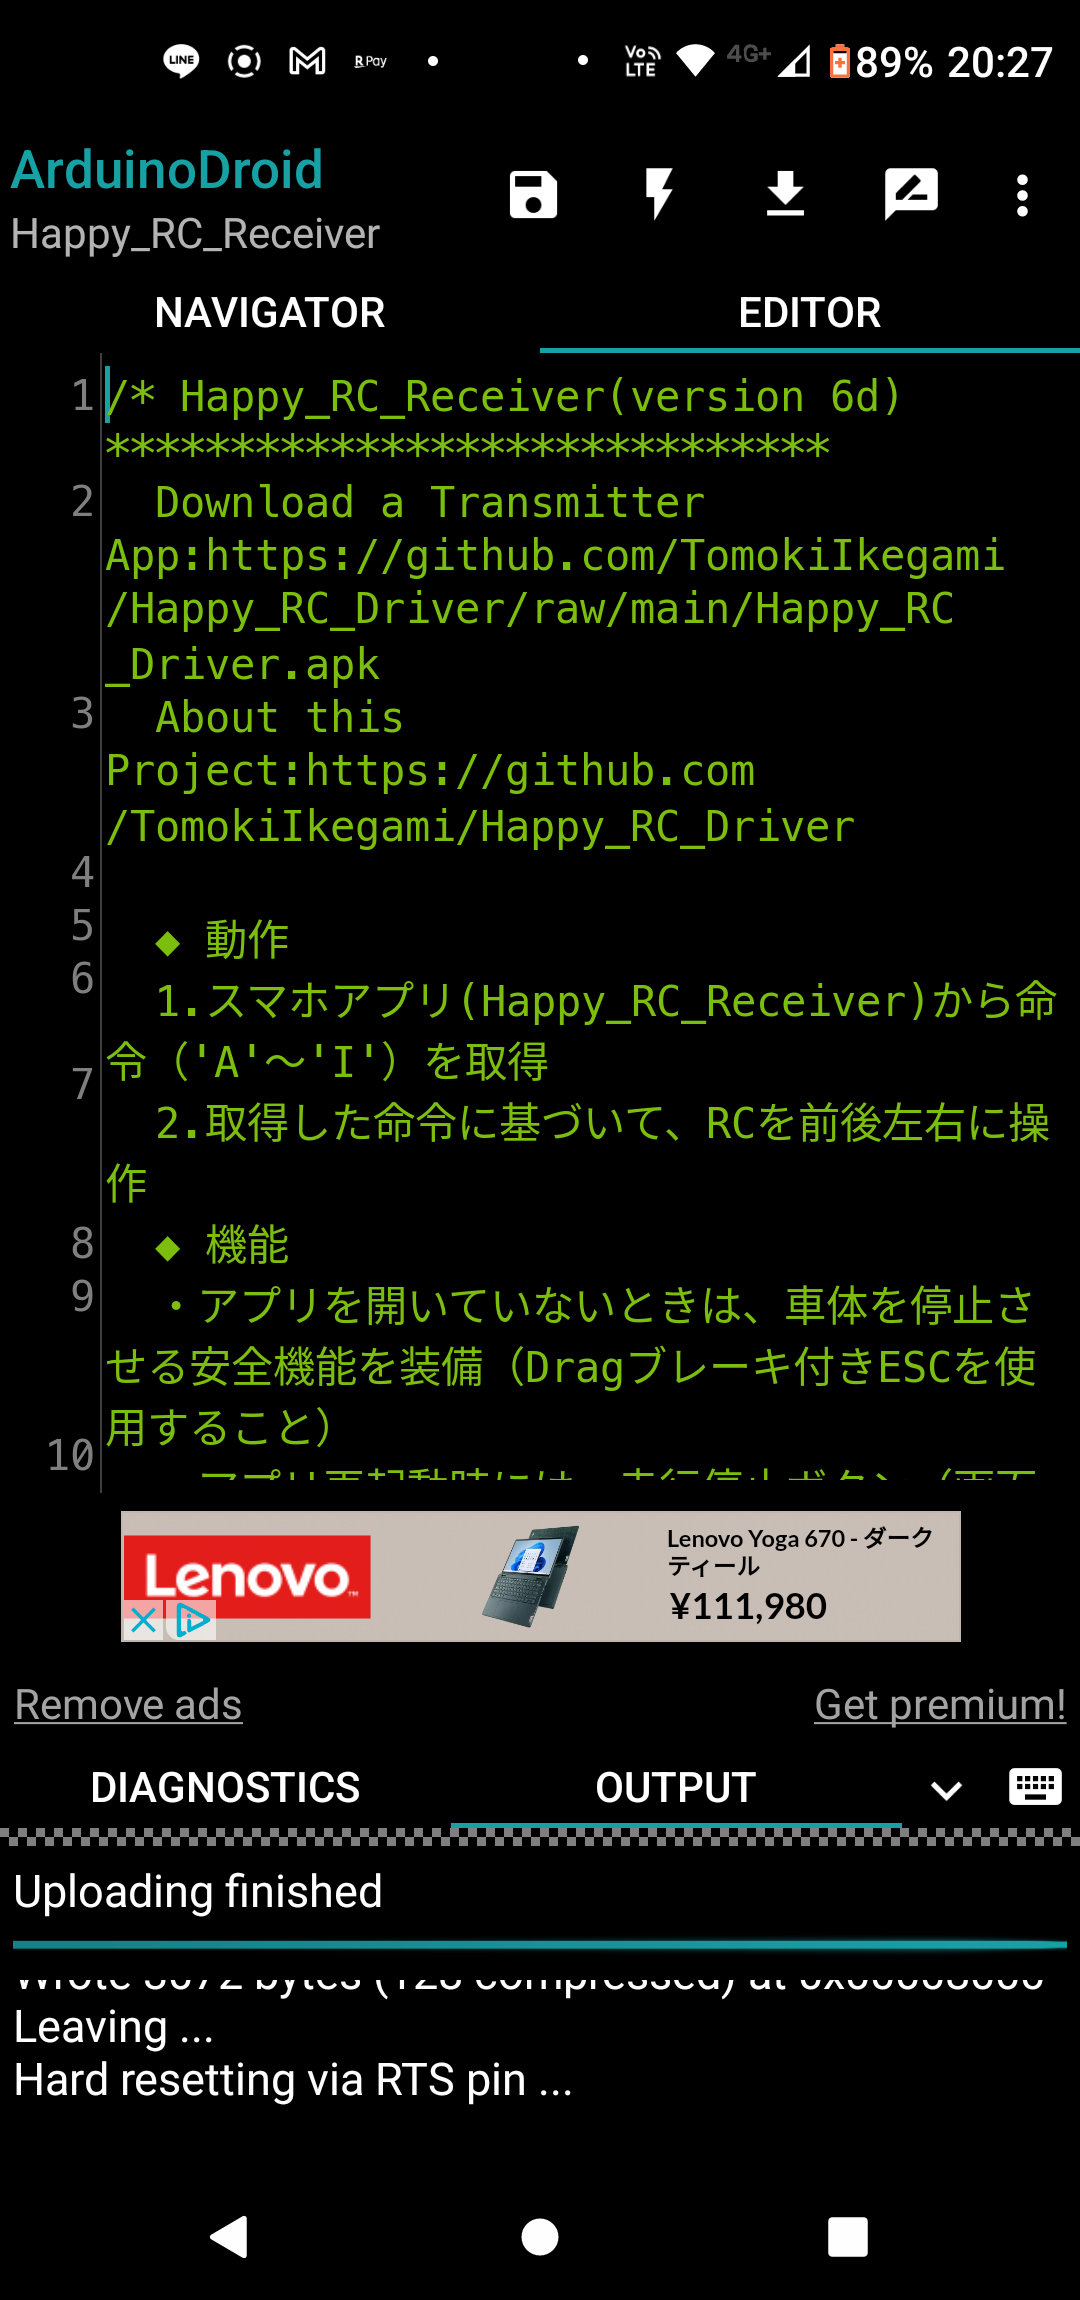 LINE M R Pay VoLTE 4G+ 89% 20:27
ArduinoDroid
Happy_RC_Receiver
NAVIGATOR EDITOR
1 /* Happy_RC_Receiver(version 6d)
*****************************
2 Download a Transmitter
App:https://github.com/TomokiIkegami
/Happy_RC_Driver/raw/main/Happy_RC
_Driver.apk
3 About this
Project:https://github.com
/TomokiIkegami/Happy_RC_Driver
4
5 ◆ 動作
6 1.スマホアプリ(Happy_RC_Receiver)から命
令（'A'～'I'）を取得
7 2.取得した命令に基づいて、RCを前後左右に操
作
8 ◆ 機能
9 ・アプリを開いていないときは、車体を停止さ
せる安全機能を装備（Dragブレーキ付きESCを使
用すること）
10
Lenovo™
Lenovo Yoga 670 - ダーク
ティール
¥111,980
Remove ads Get premium!
DIAGNOSTICS OUTPUT
Uploading finished
Wrote bytes compressed) at
Leaving ...
Hard resetting via RTS pin ...